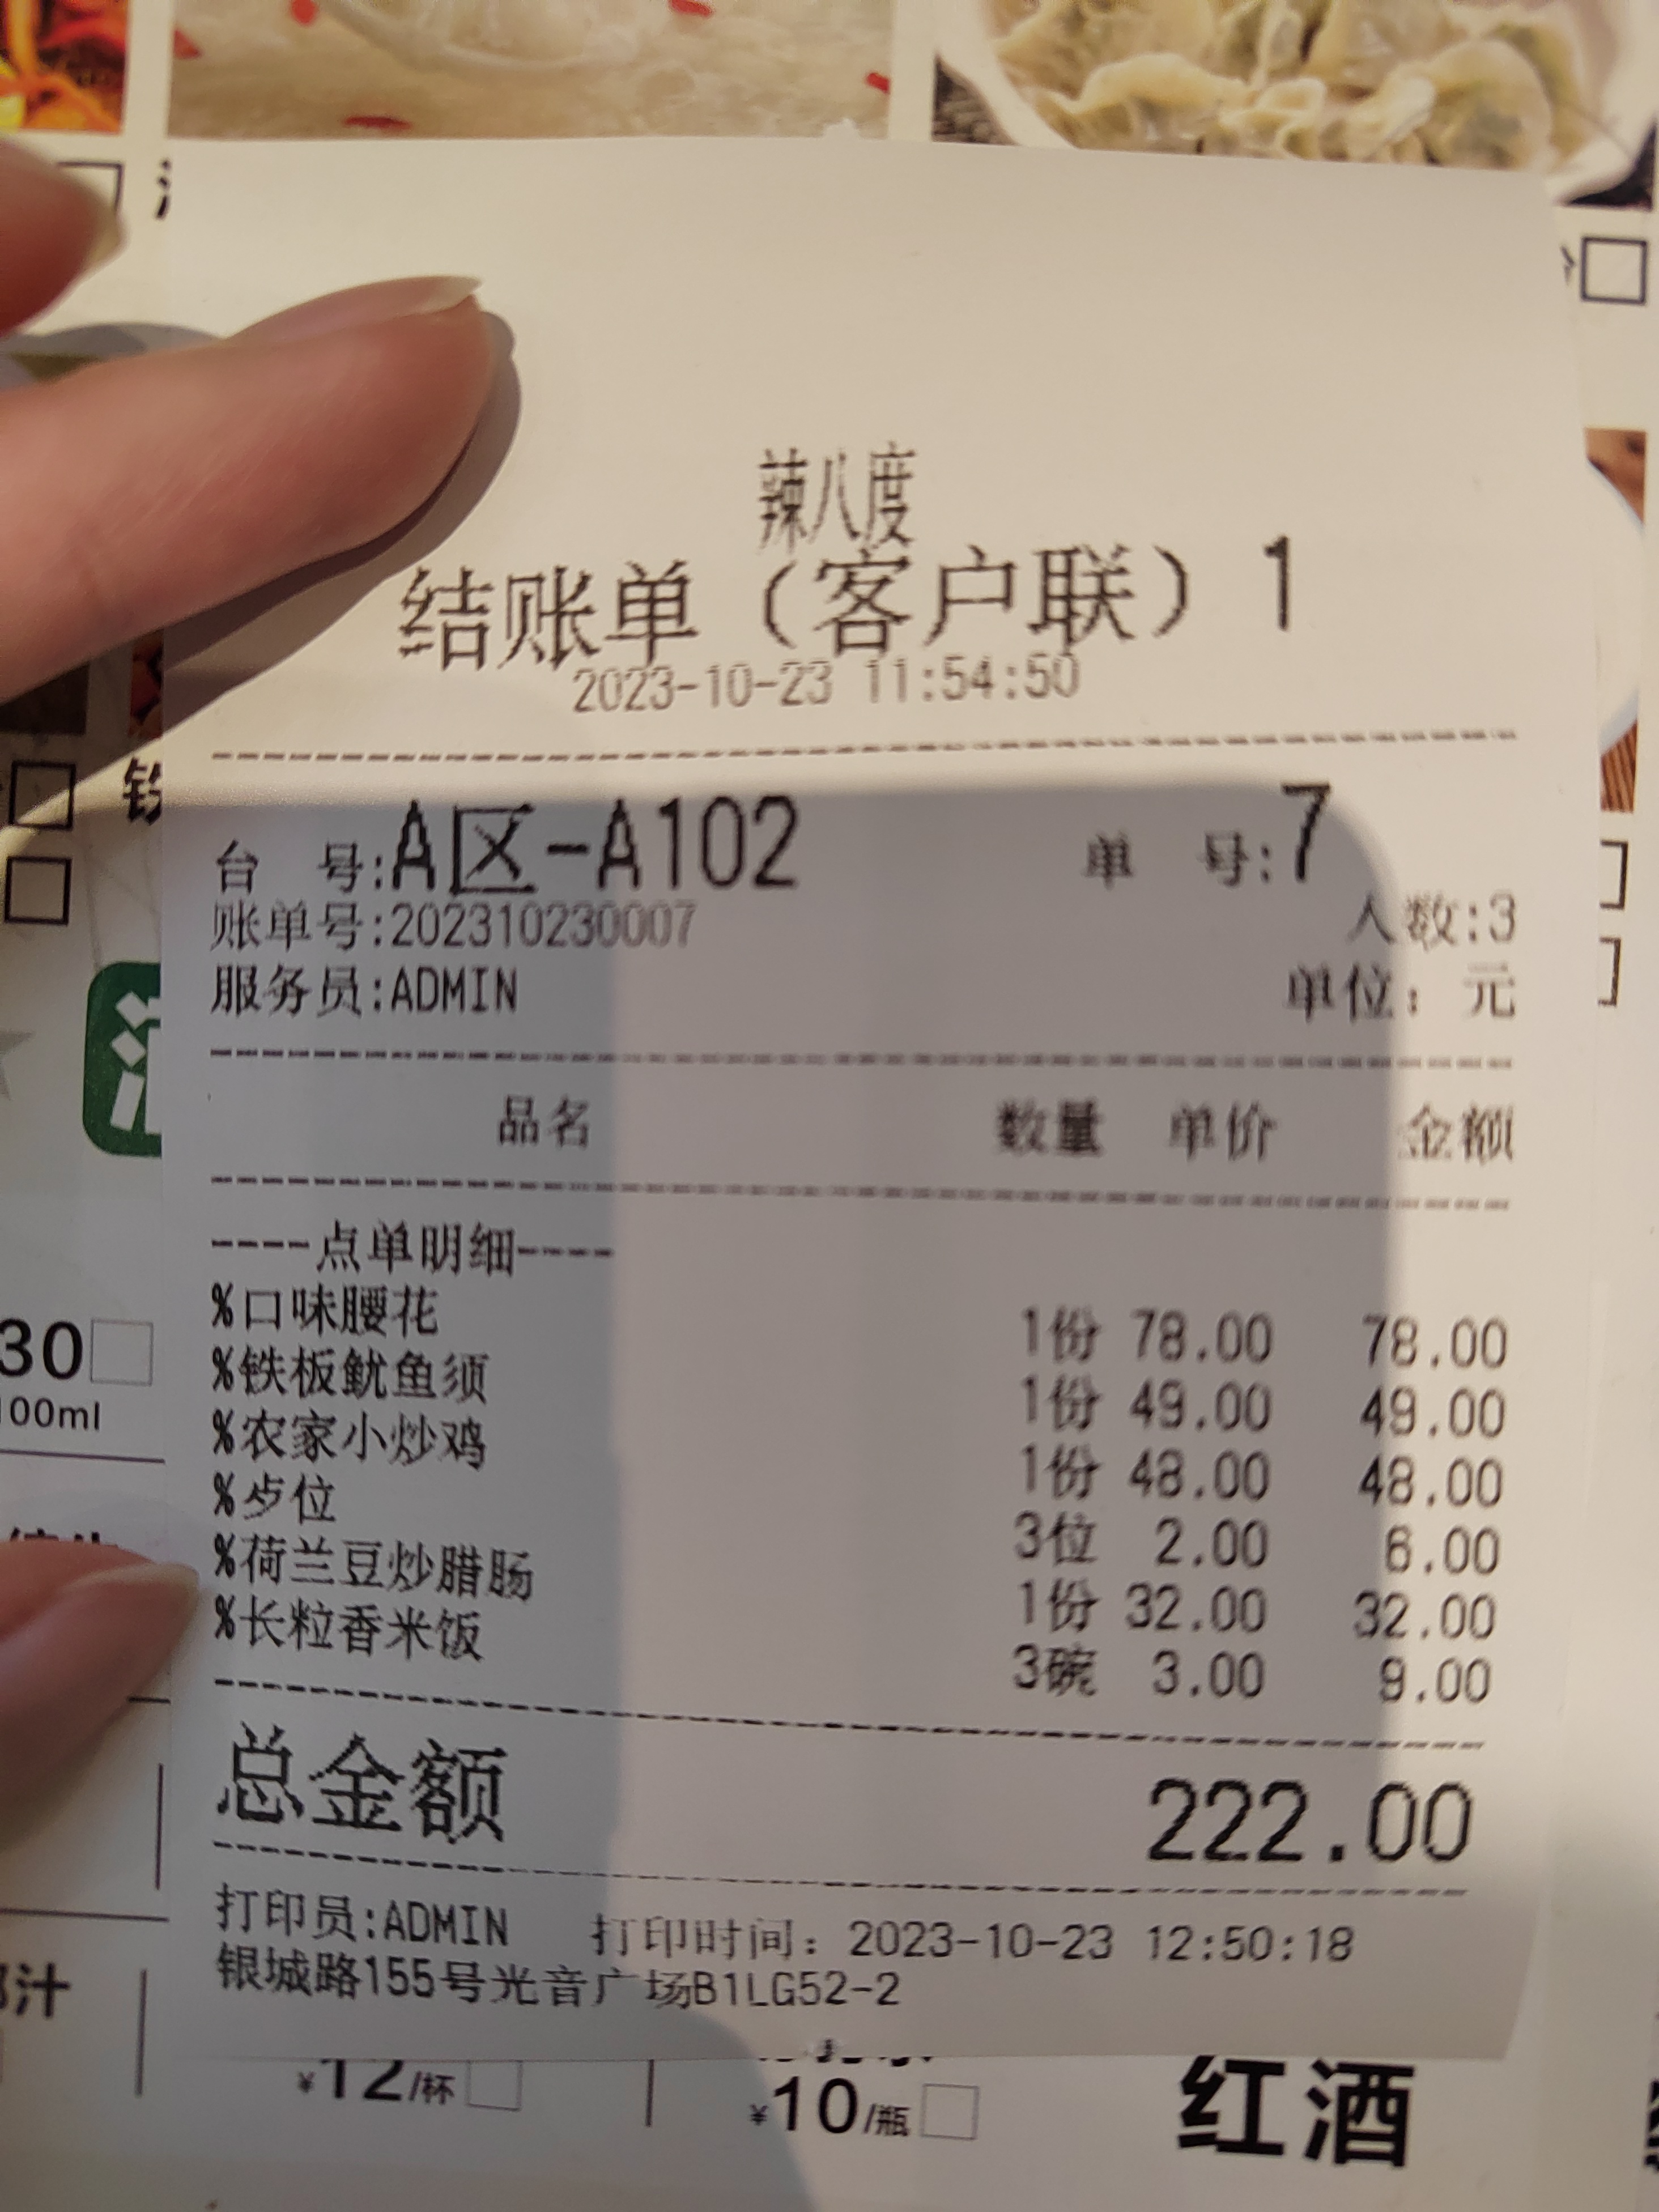 辣八度
结账单（客户联）1
2023-10-23 11:54:50
台 号:A区-A102 单 号:7
账单号:202310230007 人数:3
服务员:ADMIN 单位：元
品名 数量 单价 金额
----点单明细----
%口味腰花 1份 78.00 78.00
%铁板鱿鱼须 1份 49.00 49.00
%农家小炒鸡 1份 48.00 48.00
%歺位 3位 2.00 6.00
%荷兰豆炒腊肠 1份 32.00 32.00
%长粒香米饭 3碗 3.00 9.00
总金额 222.00
打印员:ADMIN 打印时间：2023-10-23 12:50:18
银城路155号光音广场B1LG52-2
30
100ml
汁
¥12/杯
¥10/瓶
红酒